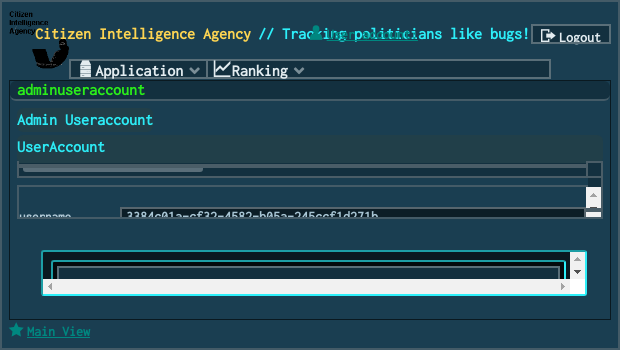 Citizen
Intelligence
Agency
Citizen Intelligence Agency // Tracking politicians like bugs!
Logout
Application
Ranking
adminuseraccount
Admin Useraccount
UserAccount
username
3384c01a-cf32-4582-b05a-245ccf1d271b
Main View